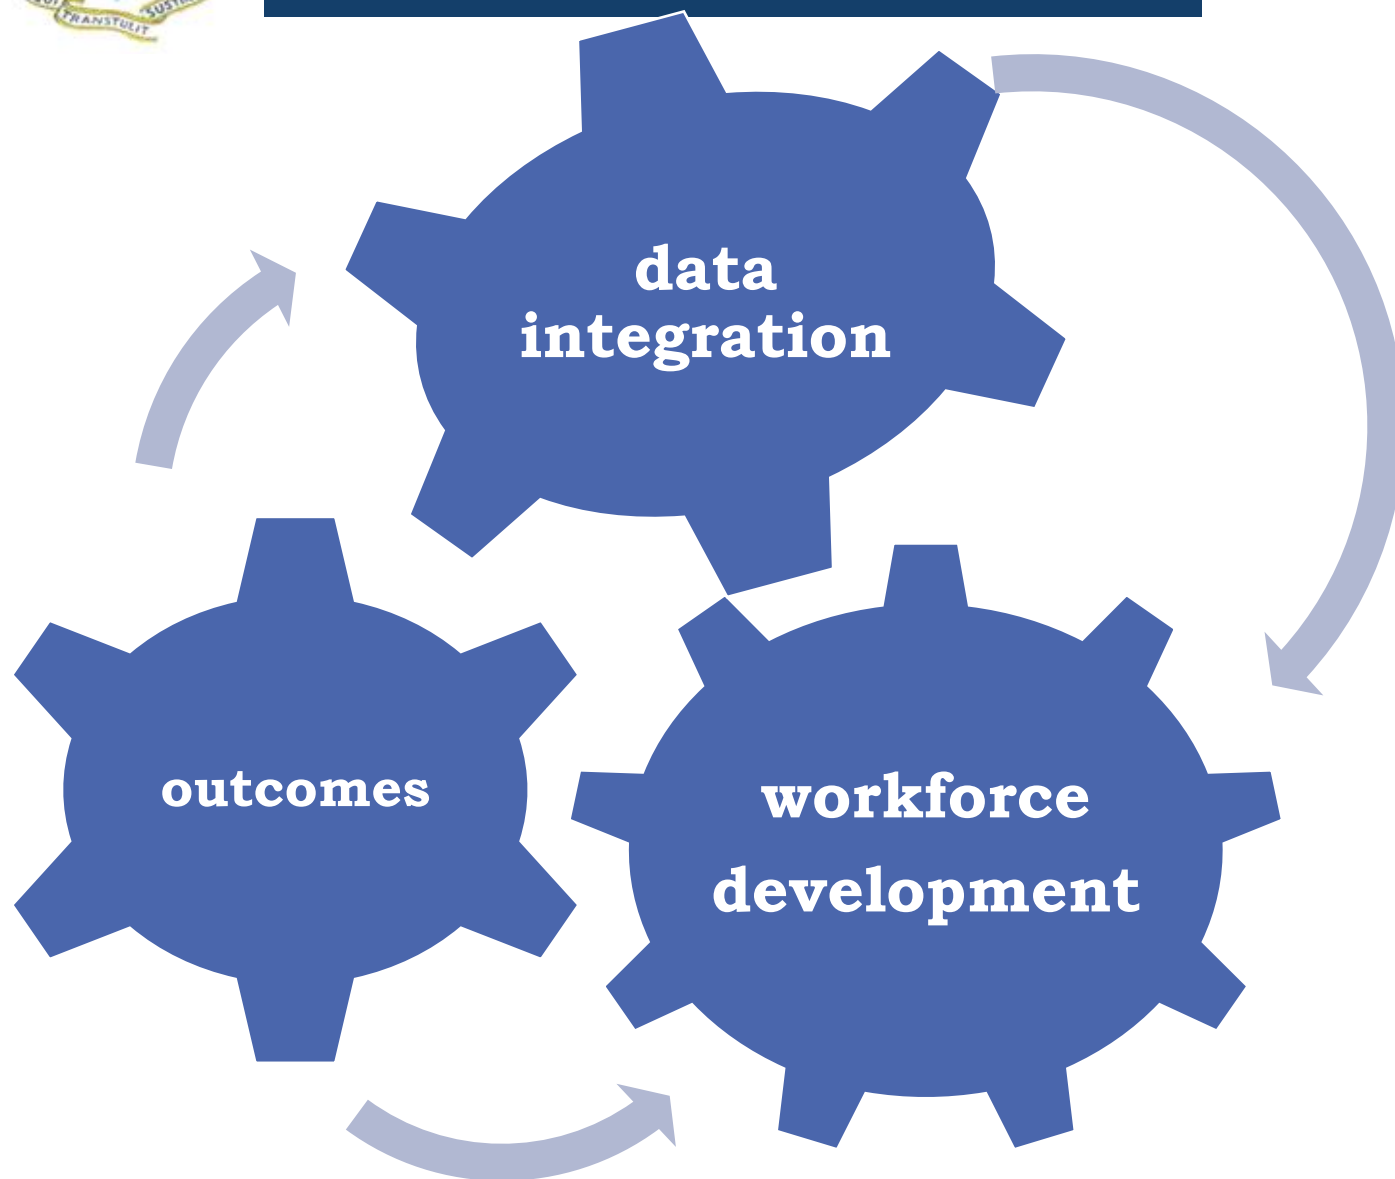 TRANSTULIT
data
integration
outcomes
workforce
development